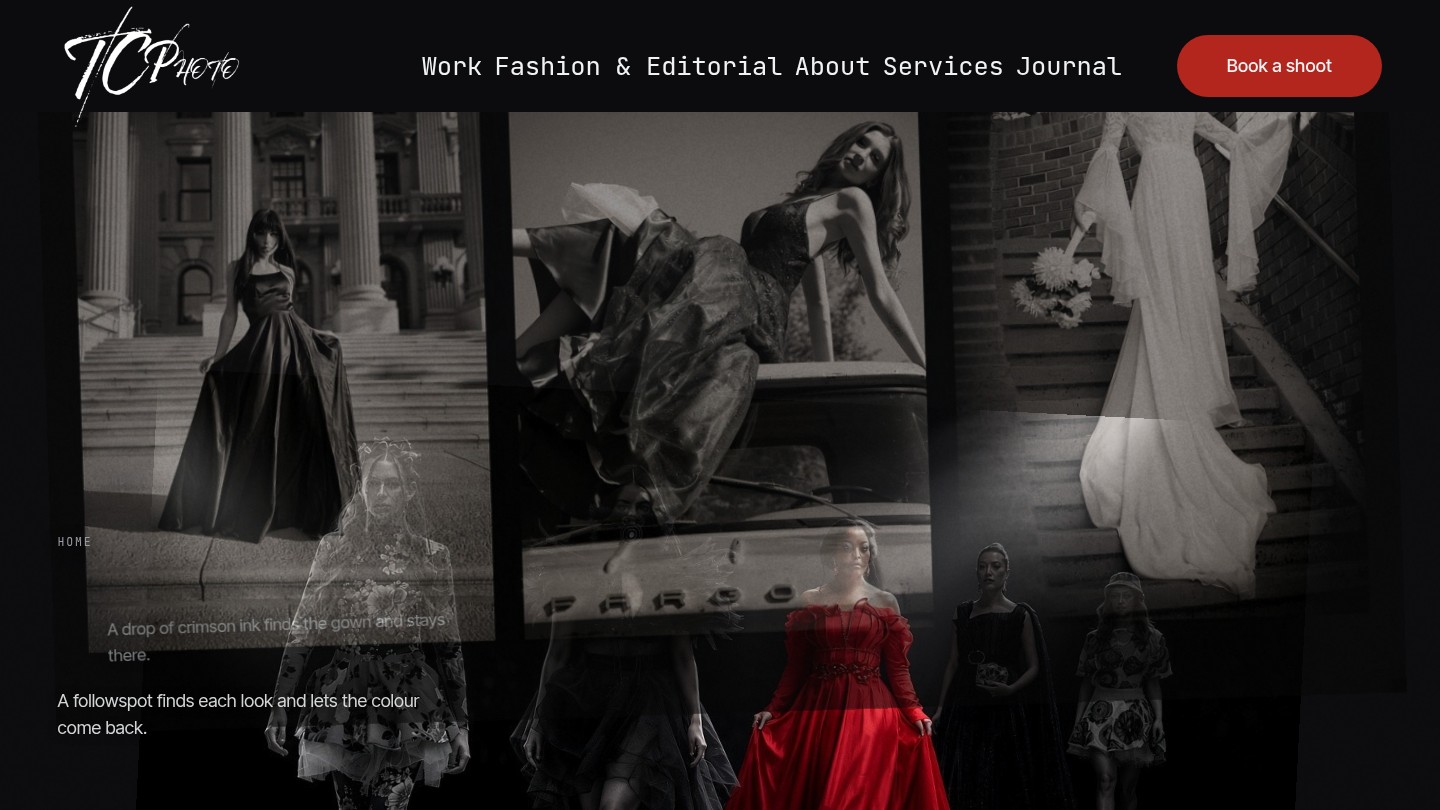 TCPHOTO
Work Fashion & Editorial About Services Journal
Book a shoot
FARGO
HOME
A drop of crimson ink finds the gown and stays
there.
A followspot finds each look and lets the colour
come back.